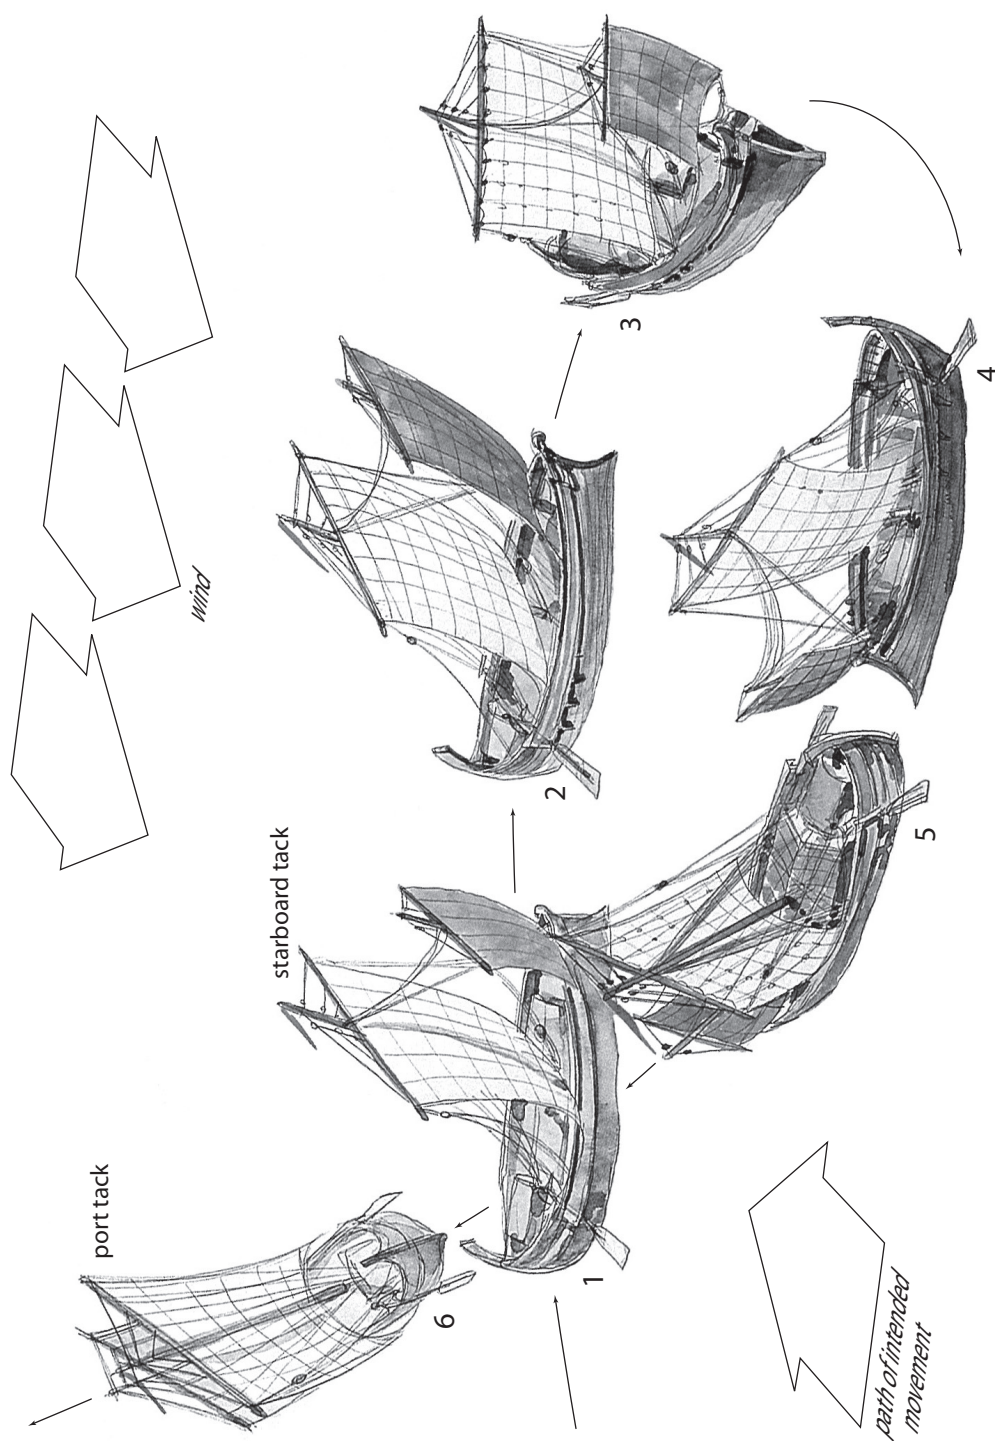 wind
starboard tack
port tack
1
2
3
4
5
6
path of intended
movement